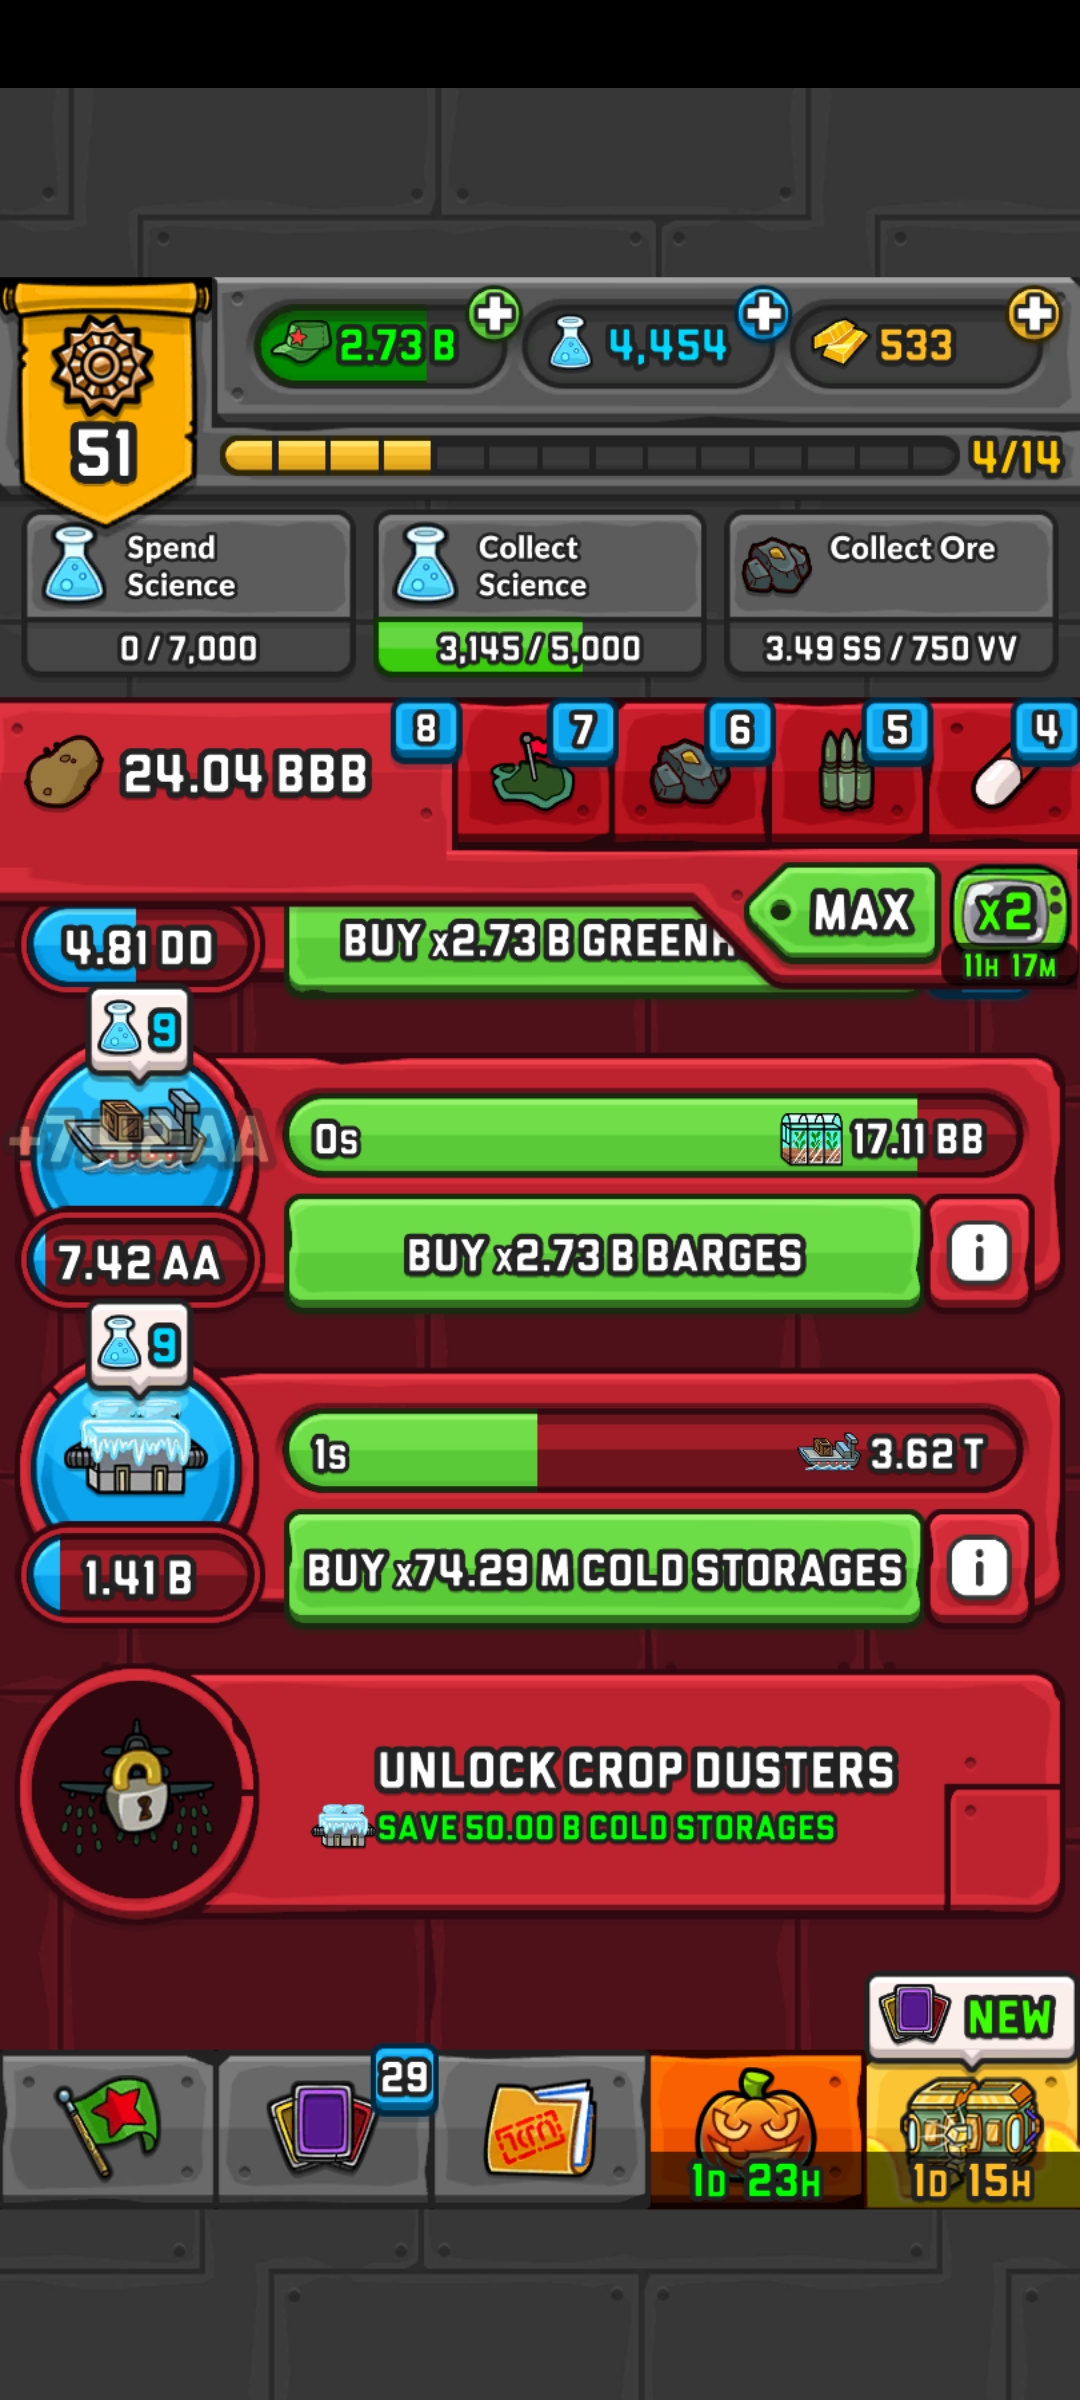 2.73 B
4,454
533
51
4/14
Spend
Science
0 / 7,000
Collect
Science
3,145 / 5,000
Collect Ore
3.49 SS / 750 VV
24.04 BBB
8
7
6
5
4
MAX
x2
11H 17M
4.81 DD
BUY x2.73 B
9
+7.42 AA
0s
17.11 BB
7.42 AA
BUY x2.73 B BARGES
i
9
1s
3.62 T
1.41 B
BUY x74.29 M COLD STORAGES
i
UNLOCK CROP DUSTERS
SAVE 50.00 B COLD STORAGES
NEW
29
1D 23H
1D 15H